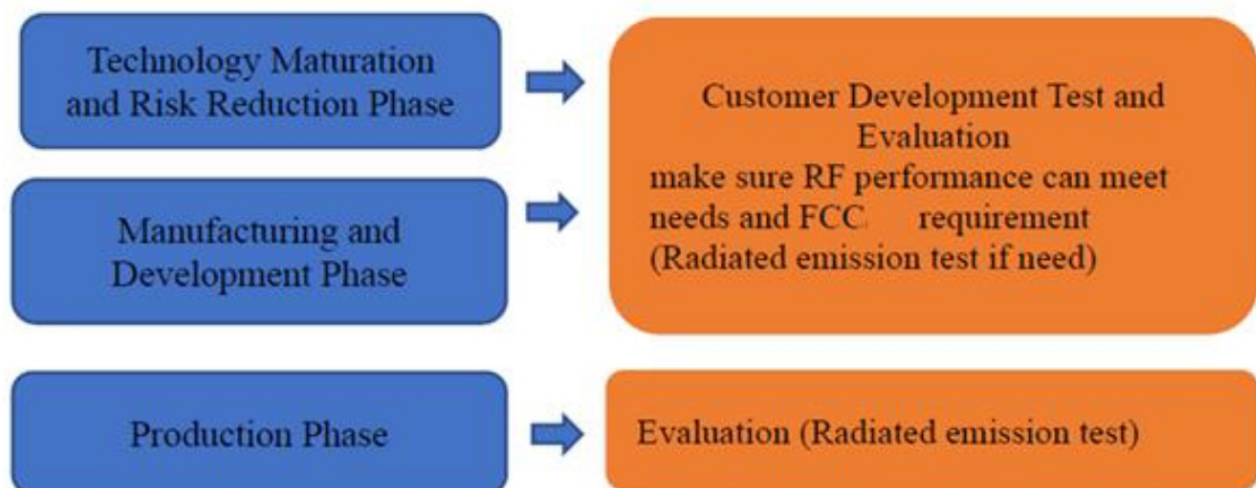 Technology Maturation
and Risk Reduction Phase
Customer Development Test and
Evaluation
make sure RF performance can meet
needs and FCC requirement
(Radiated emission test if need)
Manufacturing and
Development Phase
Production Phase
Evaluation (Radiated emission test)